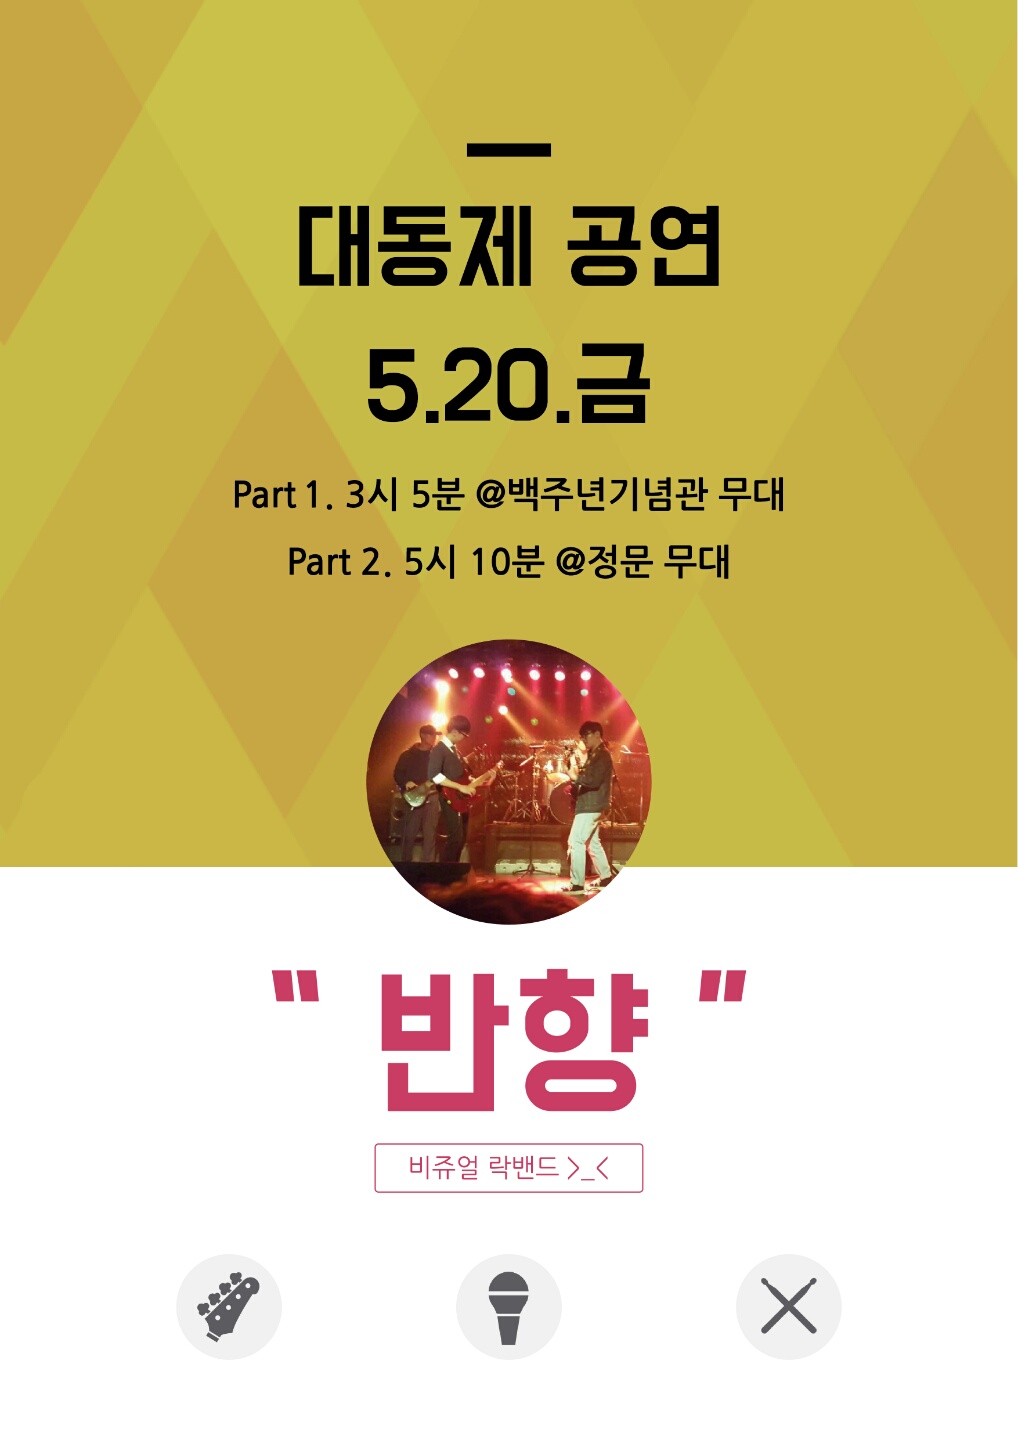 대동제 공연
5.20.금
Part 1. 3시 5분 @백주년기념관 무대
Part 2. 5시 10분 @정문 무대
" 반향 "
비쥬얼 락밴드 >_<